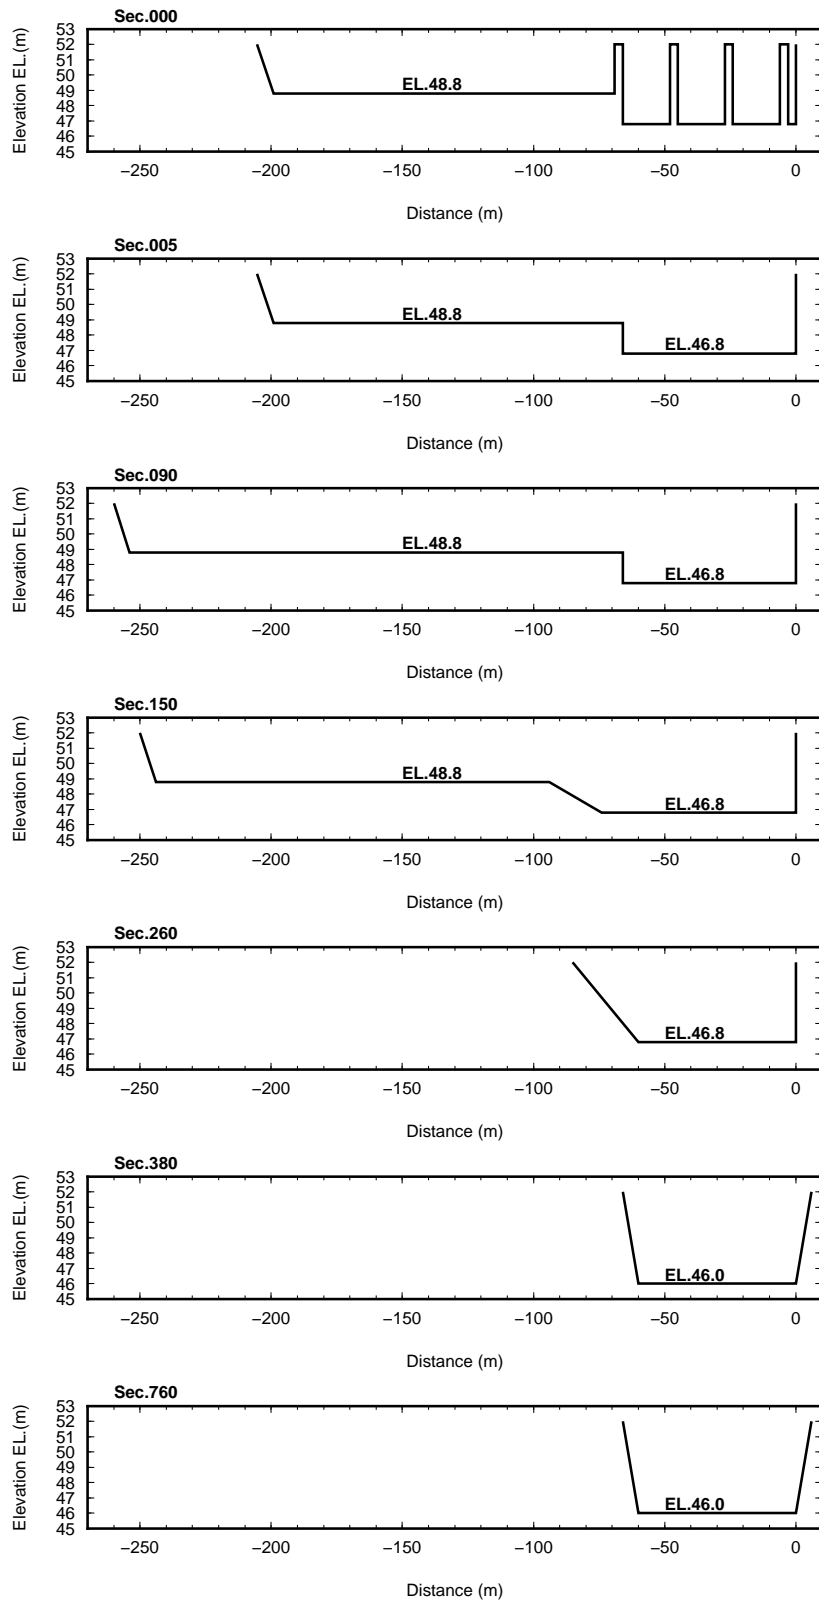 Sec.000
Elevation EL.(m)
53
52
51
50
49
48
47
46
45
EL.48.8
−250 −200 −150 −100 −50 0
Distance (m)
Sec.005
Elevation EL.(m)
53
52
51
50
49
48
47
46
45
EL.48.8
EL.46.8
−250 −200 −150 −100 −50 0
Distance (m)
Sec.090
Elevation EL.(m)
53
52
51
50
49
48
47
46
45
EL.48.8
EL.46.8
−250 −200 −150 −100 −50 0
Distance (m)
Sec.150
Elevation EL.(m)
53
52
51
50
49
48
47
46
45
EL.48.8
EL.46.8
−250 −200 −150 −100 −50 0
Distance (m)
Sec.260
Elevation EL.(m)
53
52
51
50
49
48
47
46
45
EL.46.8
−250 −200 −150 −100 −50 0
Distance (m)
Sec.380
Elevation EL.(m)
53
52
51
50
49
48
47
46
45
EL.46.0
−250 −200 −150 −100 −50 0
Distance (m)
Sec.760
Elevation EL.(m)
53
52
51
50
49
48
47
46
45
EL.46.0
−250 −200 −150 −100 −50 0
Distance (m)